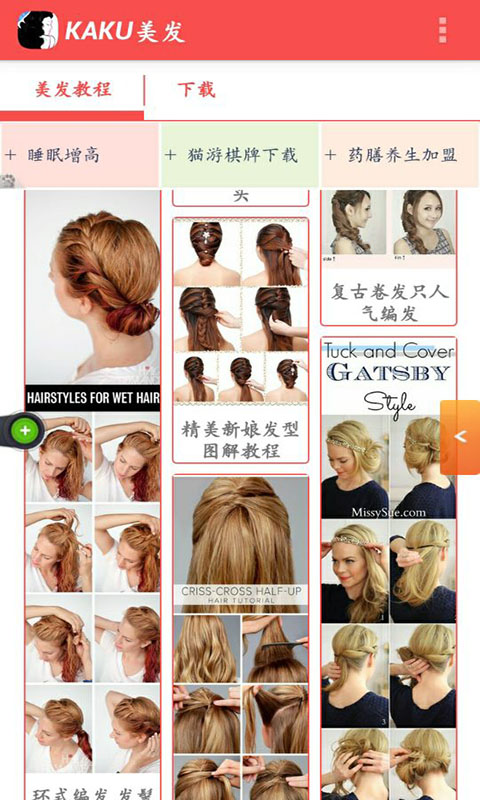 KAKU美发
美发教程
下载
+ 睡眠增高
+ 猫游棋牌下载
+ 药膳养生加盟
HAIRSTYLES FOR WET HAIR
环式编发 发髻
头
精美新娘发型
图解教程
CRISS-CROSS HALF-UP
HAIR TUTORIAL
复古卷发只人
气编发
Tuck and Cover
GATSBY
Style
MissySue.com
1
3